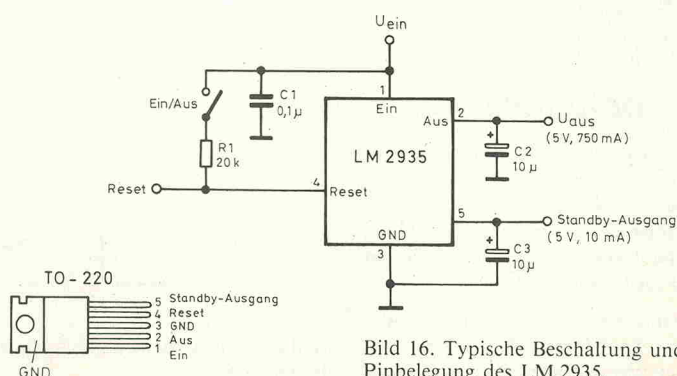 Uein
1
Ein
Ein/Aus
C1
0,1µ
R1
20k
Reset
4
Reset
LM 2935
Aus
2
Uaus
(5V, 750mA)
+
C2
10µ
5
Standby-Ausgang
(5V, 10mA)
+
C3
10µ
GND
3
TO-220
5 Standby-Ausgang
4 Reset
3 GND
2 Aus
1 Ein
GND
Bild 16. Typische Beschaltung und
Pinbelegung des LM 2935